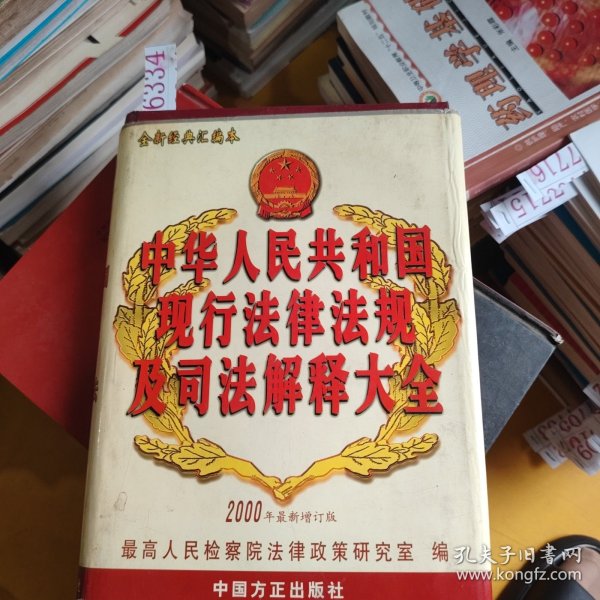 全新经典汇编本
中华人民共和国
现行法律法规
及司法解释大全
2000年最新增订版
最高人民检察院法律政策研究室 编
中国方正出版社
6334
7716
7715
孔夫子旧书网
www.kongfz.com